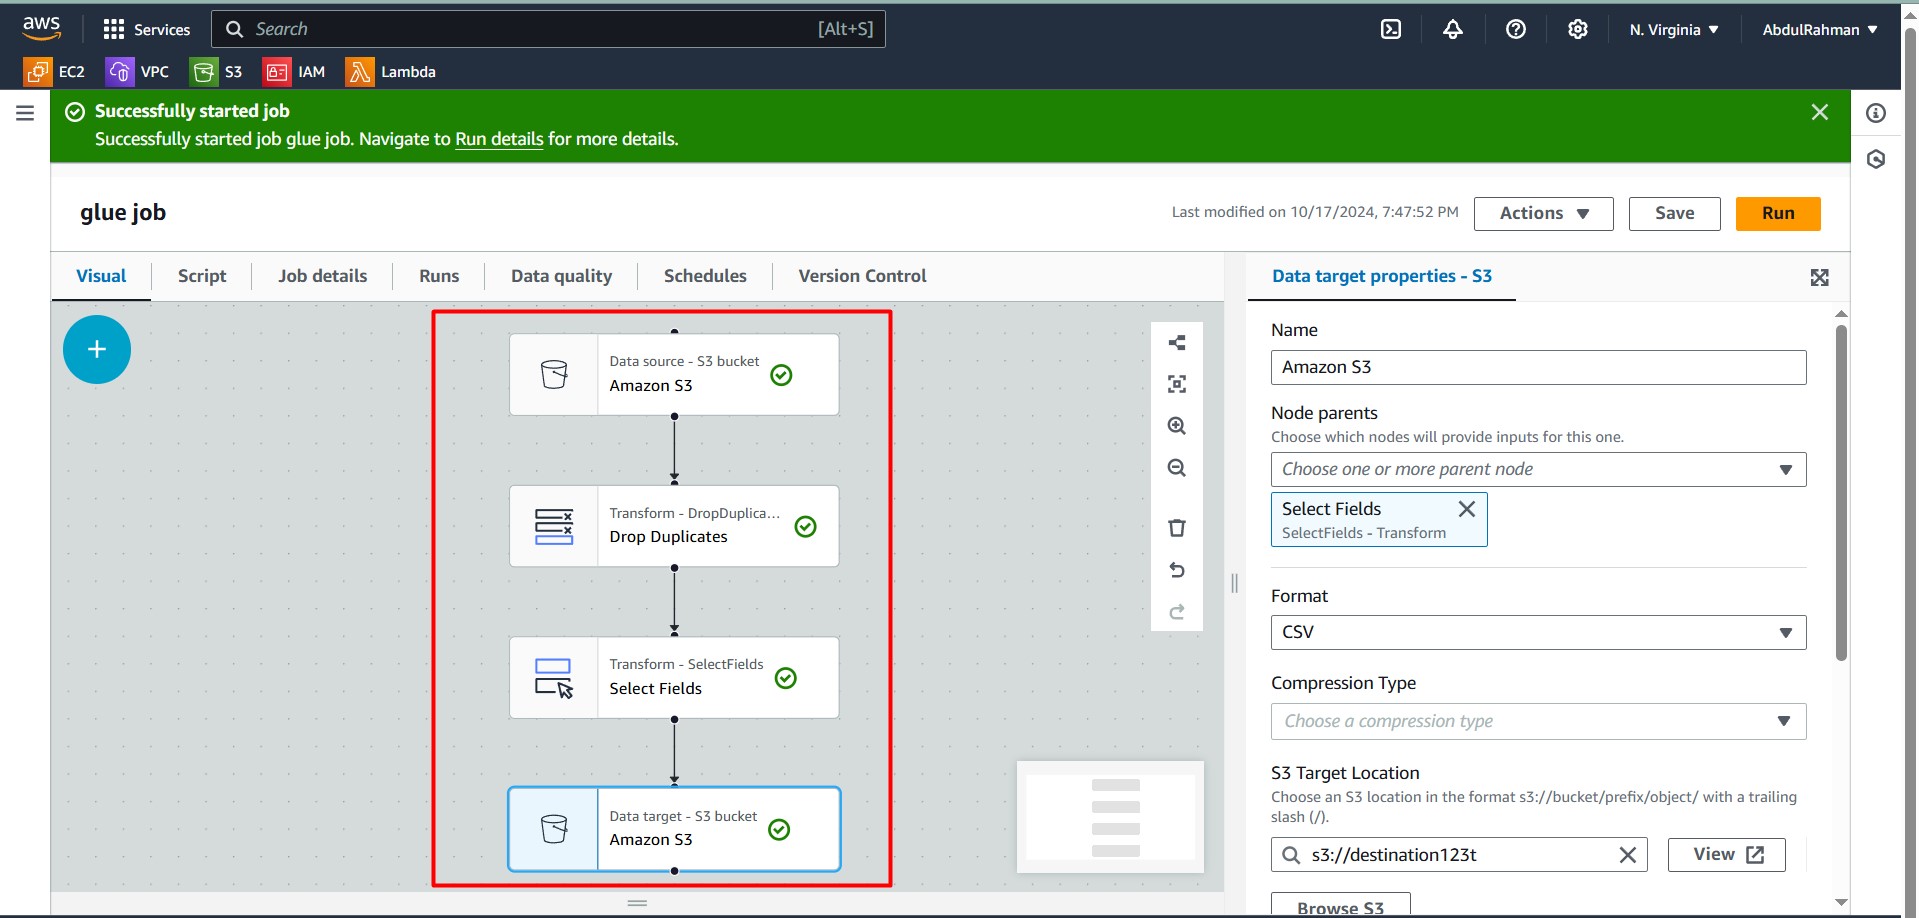 aws
Services
Search
[Alt+S]
N. Virginia
AbdulRahman
EC2
VPC
S3
IAM
Lambda
Successfully started job
Successfully started job glue job. Navigate to Run details for more details.
glue job
Last modified on 10/17/2024, 7:47:52 PM
Actions
Save
Run
Visual
Script
Job details
Runs
Data quality
Schedules
Version Control
Data source - S3 bucket
Amazon S3
Transform - DropDuplica...
Drop Duplicates
Transform - SelectFields
Select Fields
Data target - S3 bucket
Amazon S3
Data target properties - S3
Name
Amazon S3
Node parents
Choose which nodes will provide inputs for this one.
Choose one or more parent node
Select Fields
SelectFields - Transform
Format
CSV
Compression Type
Choose a compression type
S3 Target Location
Choose an S3 location in the format s3://bucket/prefix/object/ with a trailing
slash (/).
s3://destination123t
View
Browse S3